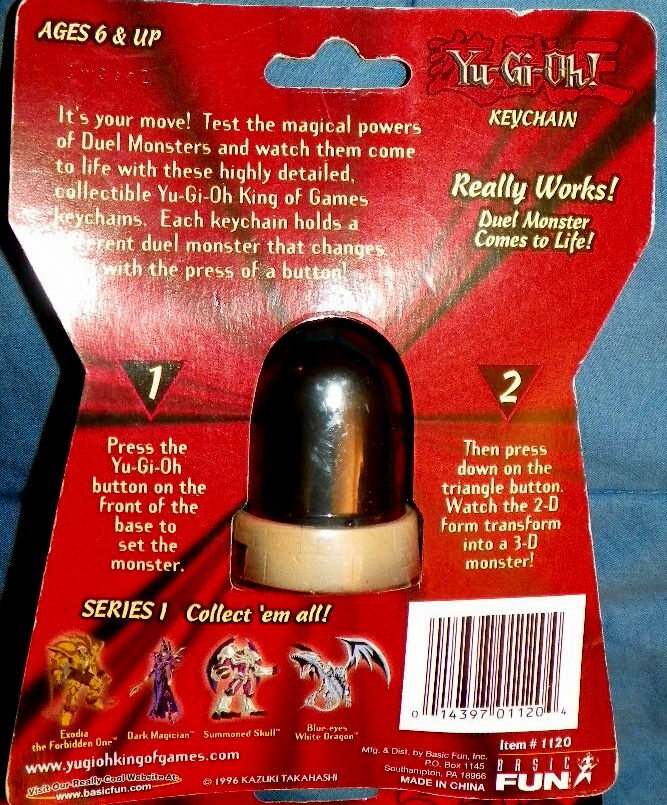 AGES 6 & UP
Yu-Gi-Oh!
KEYCHAIN
It's your move! Test the magical powers
of Duel Monsters and watch them come
to life with these highly detailed,
collectible Yu-Gi-Oh King of Games
keychains. Each keychain holds a
erent duel monster that changes
with the press of a button!
Really Works!
Duel Monster
Comes to Life!
1
Press the
Yu-Gi-Oh
button on the
front of the
base to
set the
monster.
2
Then press
down on the
triangle button.
Watch the 2-D
form transform
into a 3-D
monster!
SERIES 1 Collect 'em all!
Exodia
the Forbidden One™
Dark Magician™
Summoned Skull™
Blue-eyes
White Dragon™
www.yugiohkingofgames.com
Visit Our Really Cool Website At:
www.basicfun.com
© 1996 KAZUKI TAKAHASHI
0 14397 01120 4
Item # 1120
Mfg. & Dist. by Basic Fun, Inc.
P.O. Box 1145
Southampton, PA 18966
MADE IN CHINA
BASIC
FUN